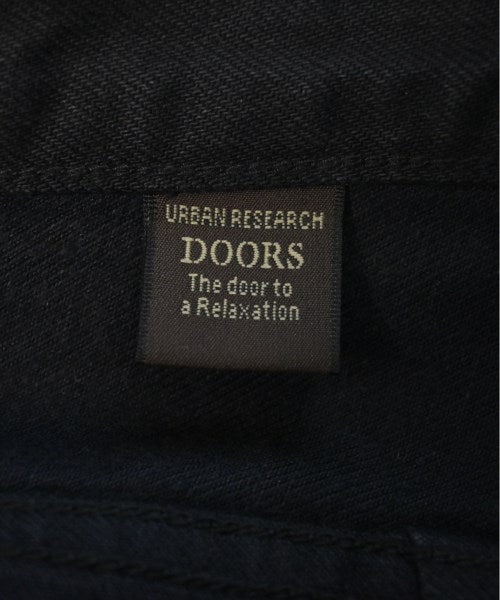 URBAN RESEARCH
DOORS
The door to
a Relaxation